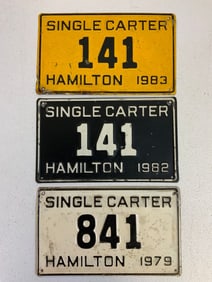 SINGLE CARTER
141
HAMILTON 1983
SINGLE CARTER
141
HAMILTON 1982
SINGLE CARTER
841
HAMILTON 1979